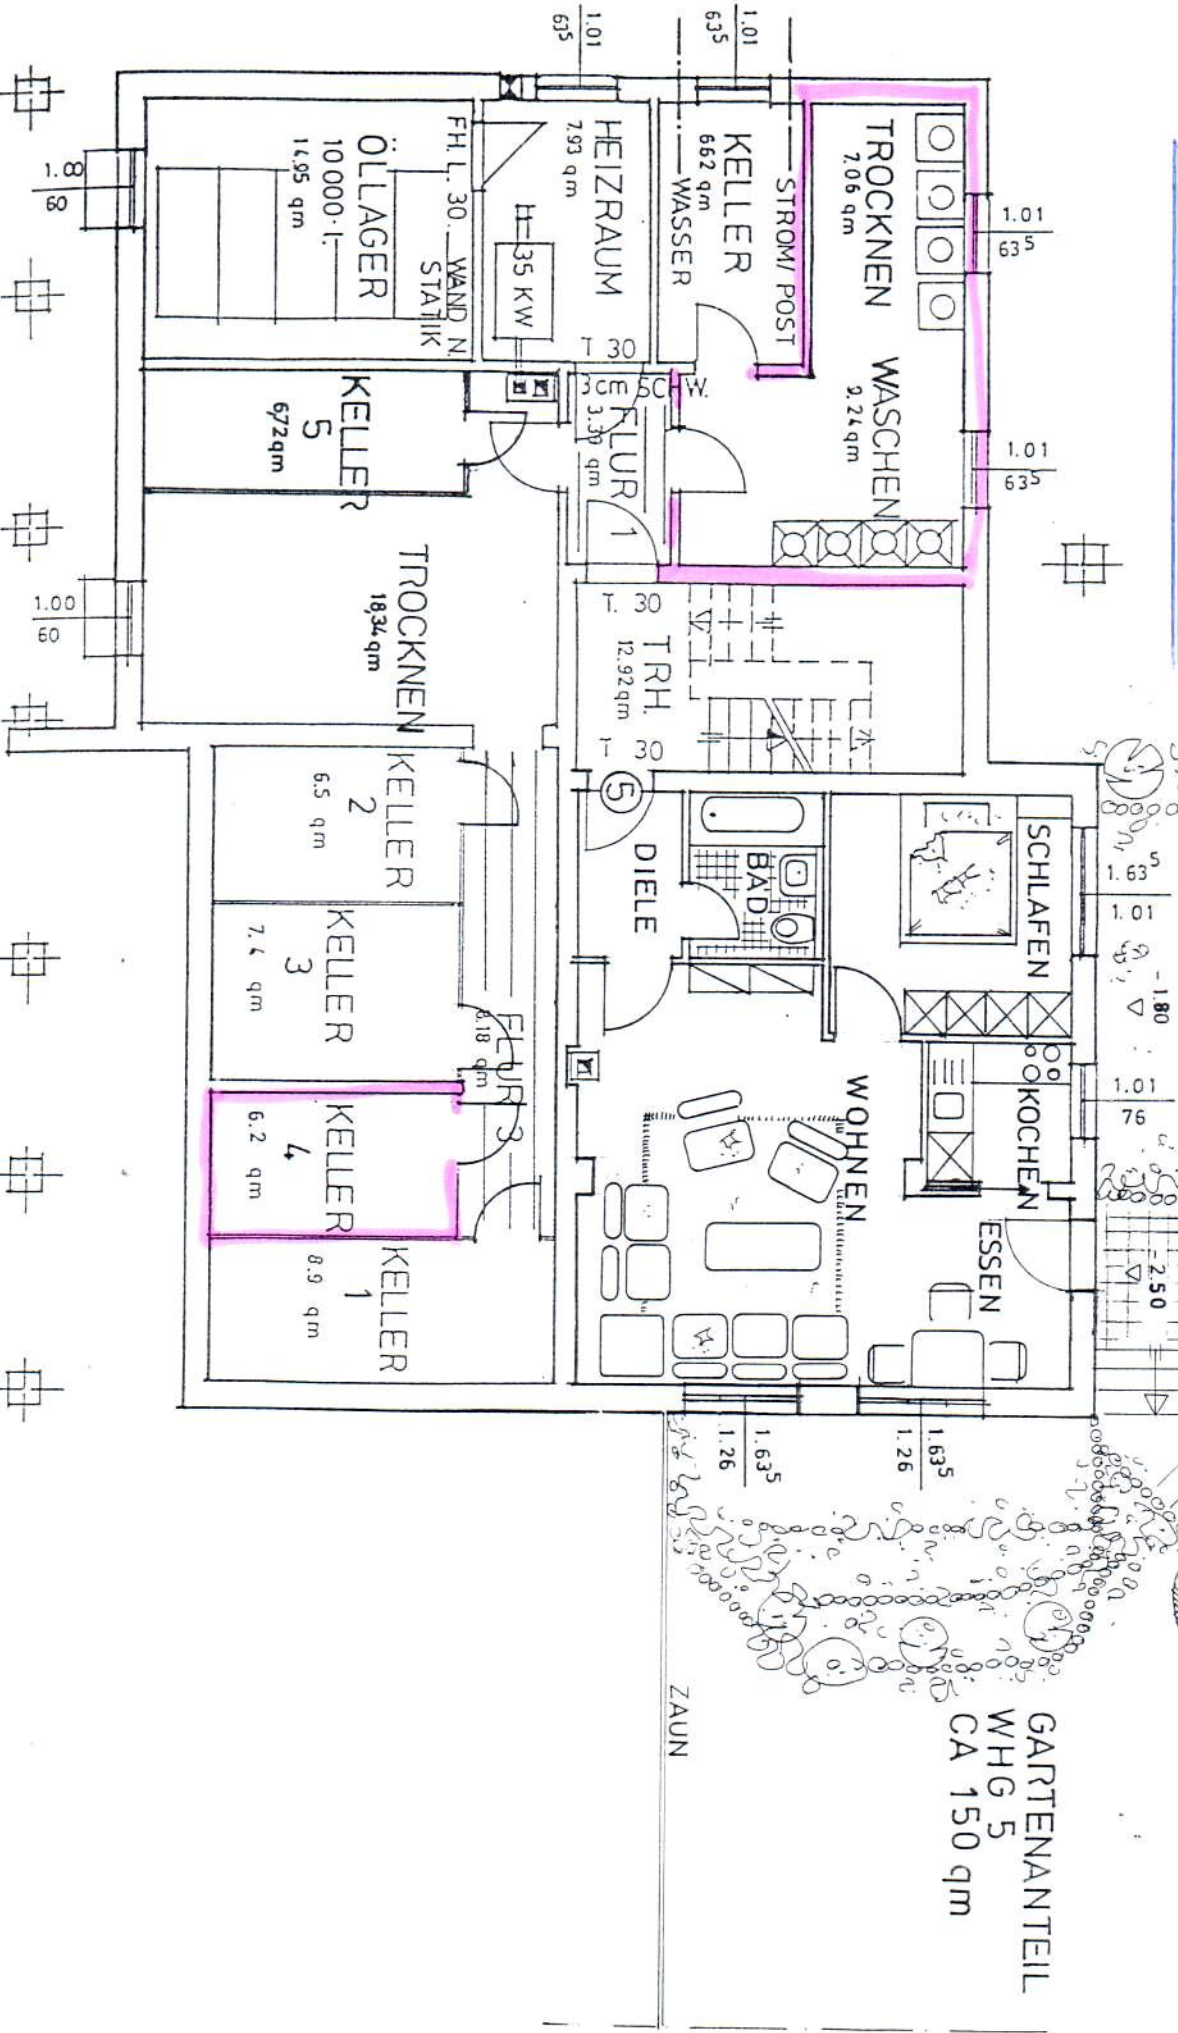 1.01
63⁵
1.01
63⁵
1.00
60
ÖLLAGER
10 000·l.
14.95 qm
FH.L. 30. WAND N.
STATIK
HEIZRAUM
7.93 qm
35 KW
T 30
KELLER
6.62 qm
WASSER
STROM/POST
TROCKNEN
7.06 qm
WASCHEN
9.24 qm
1.01
63⁵
1.01
63⁵
3 cm SCHW.
FLUR 1
3.39 qm
KELLER
5
6,72 qm
TROCKNEN
18,34 qm
1.00
60
T. 30
TRH.
12.92 qm
T 30
5
DIELE
BAD
SCHLAFEN
1.63⁵
1.01
-1.80
KOCHEN
1.01
76
WOHNEN
ESSEN
-2.50
KELLER
2
6.5 qm
KELLER
3
7.4 qm
FLUR 3
8.18 qm
KELLER
4
6.2 qm
KELLER
1
8.9 qm
1.63⁵
1.26
1.63⁵
1.26
ZAUN
GARTENANTEIL
WHG 5
CA 150 qm